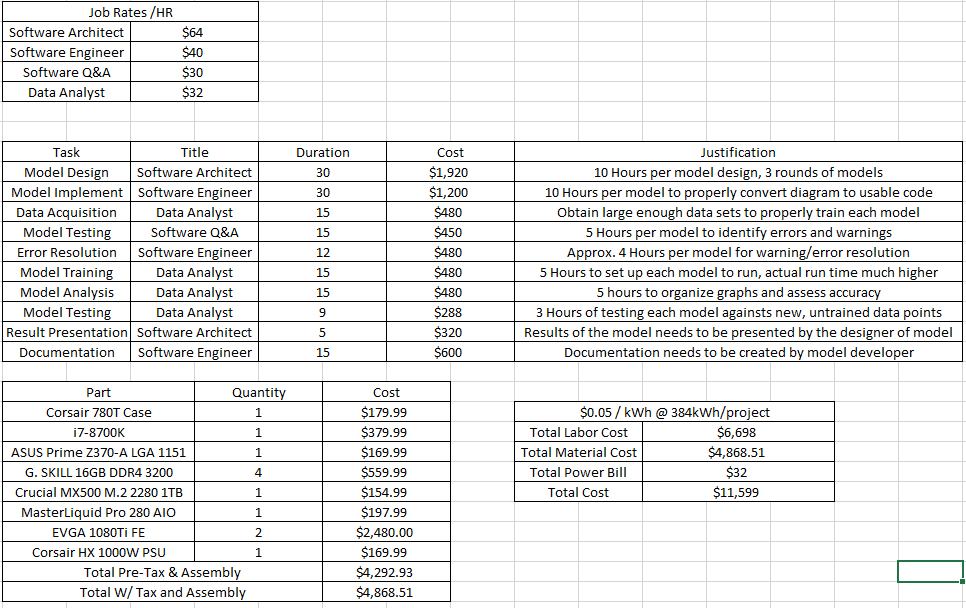 Job Rates /HR
Software Architect $64
Software Engineer $40
Software Q&A $30
Data Analyst $32
Task Title Duration Cost Justification
Model Design Software Architect 30 $1,920 10 Hours per model design, 3 rounds of models
Model Implement Software Engineer 30 $1,200 10 Hours per model to properly convert diagram to usable code
Data Acquisition Data Analyst 15 $480 Obtain large enough data sets to properly train each model
Model Testing Software Q&A 15 $450 5 Hours per model to identify errors and warnings
Error Resolution Software Engineer 12 $480 Approx. 4 Hours per model for warning/error resolution
Model Training Data Analyst 15 $480 5 Hours to set up each model to run, actual run time much higher
Model Analysis Data Analyst 15 $480 5 hours to organize graphs and assess accuracy
Model Testing Data Analyst 9 $288 3 Hours of testing each model againsts new, untrained data points
Result Presentation Software Architect 5 $320 Results of the model needs to be presented by the designer of model
Documentation Software Engineer 15 $600 Documentation needs to be created by model developer
Part Quantity Cost
Corsair 780T Case 1 $179.99
i7-8700K 1 $379.99
ASUS Prime Z370-A LGA 1151 1 $169.99
G. SKILL 16GB DDR4 3200 4 $559.99
Crucial MX500 M.2 2280 1TB 1 $154.99
MasterLiquid Pro 280 AIO 1 $197.99
EVGA 1080Ti FE 2 $2,480.00
Corsair HX 1000W PSU 1 $169.99
Total Pre-Tax & Assembly $4,292.93
Total W/ Tax and Assembly $4,868.51
$0.05 / kWh @ 384kWh/project
Total Labor Cost $6,698
Total Material Cost $4,868.51
Total Power Bill $32
Total Cost $11,599